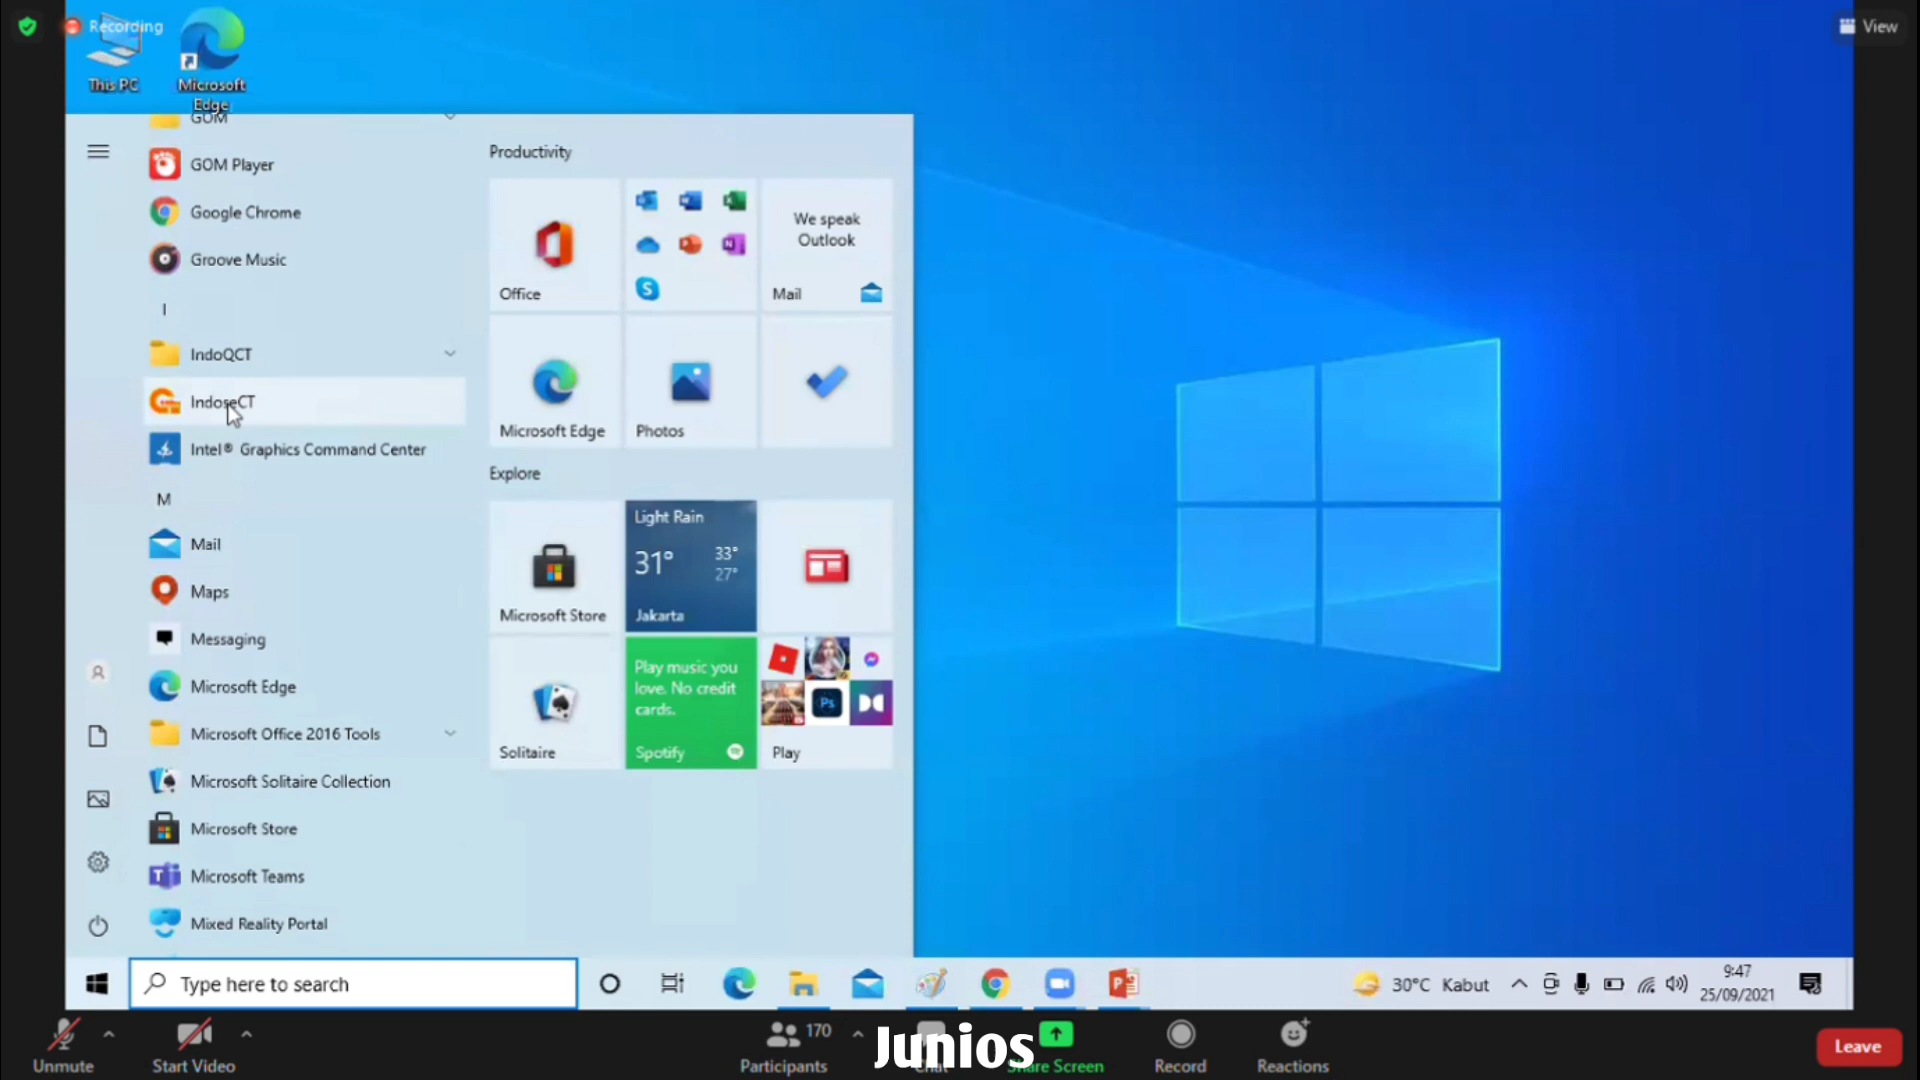 Recording
View
This PC
Microsoft
Edge
GOM
GOM Player
Google Chrome
Groove Music
I
IndoQCT
IndoseCT
Intel® Graphics Command Center
M
Mail
Maps
Messaging
Microsoft Edge
Microsoft Office 2016 Tools
Microsoft Solitaire Collection
Microsoft Store
Microsoft Teams
Mixed Reality Portal
Productivity
Office
We speak
Outlook
Mail
Microsoft Edge
Photos
Explore
Microsoft Store
Light Rain
31°
33°
27°
Jakarta
Solitaire
Play music you
love. No credit
cards.
Spotify
Ps
Play
Type here to search
30°C Kabut
9:47
25/09/2021
Unmute
Start Video
170
Participants
Junios
Share Screen
Record
Reactions
Leave